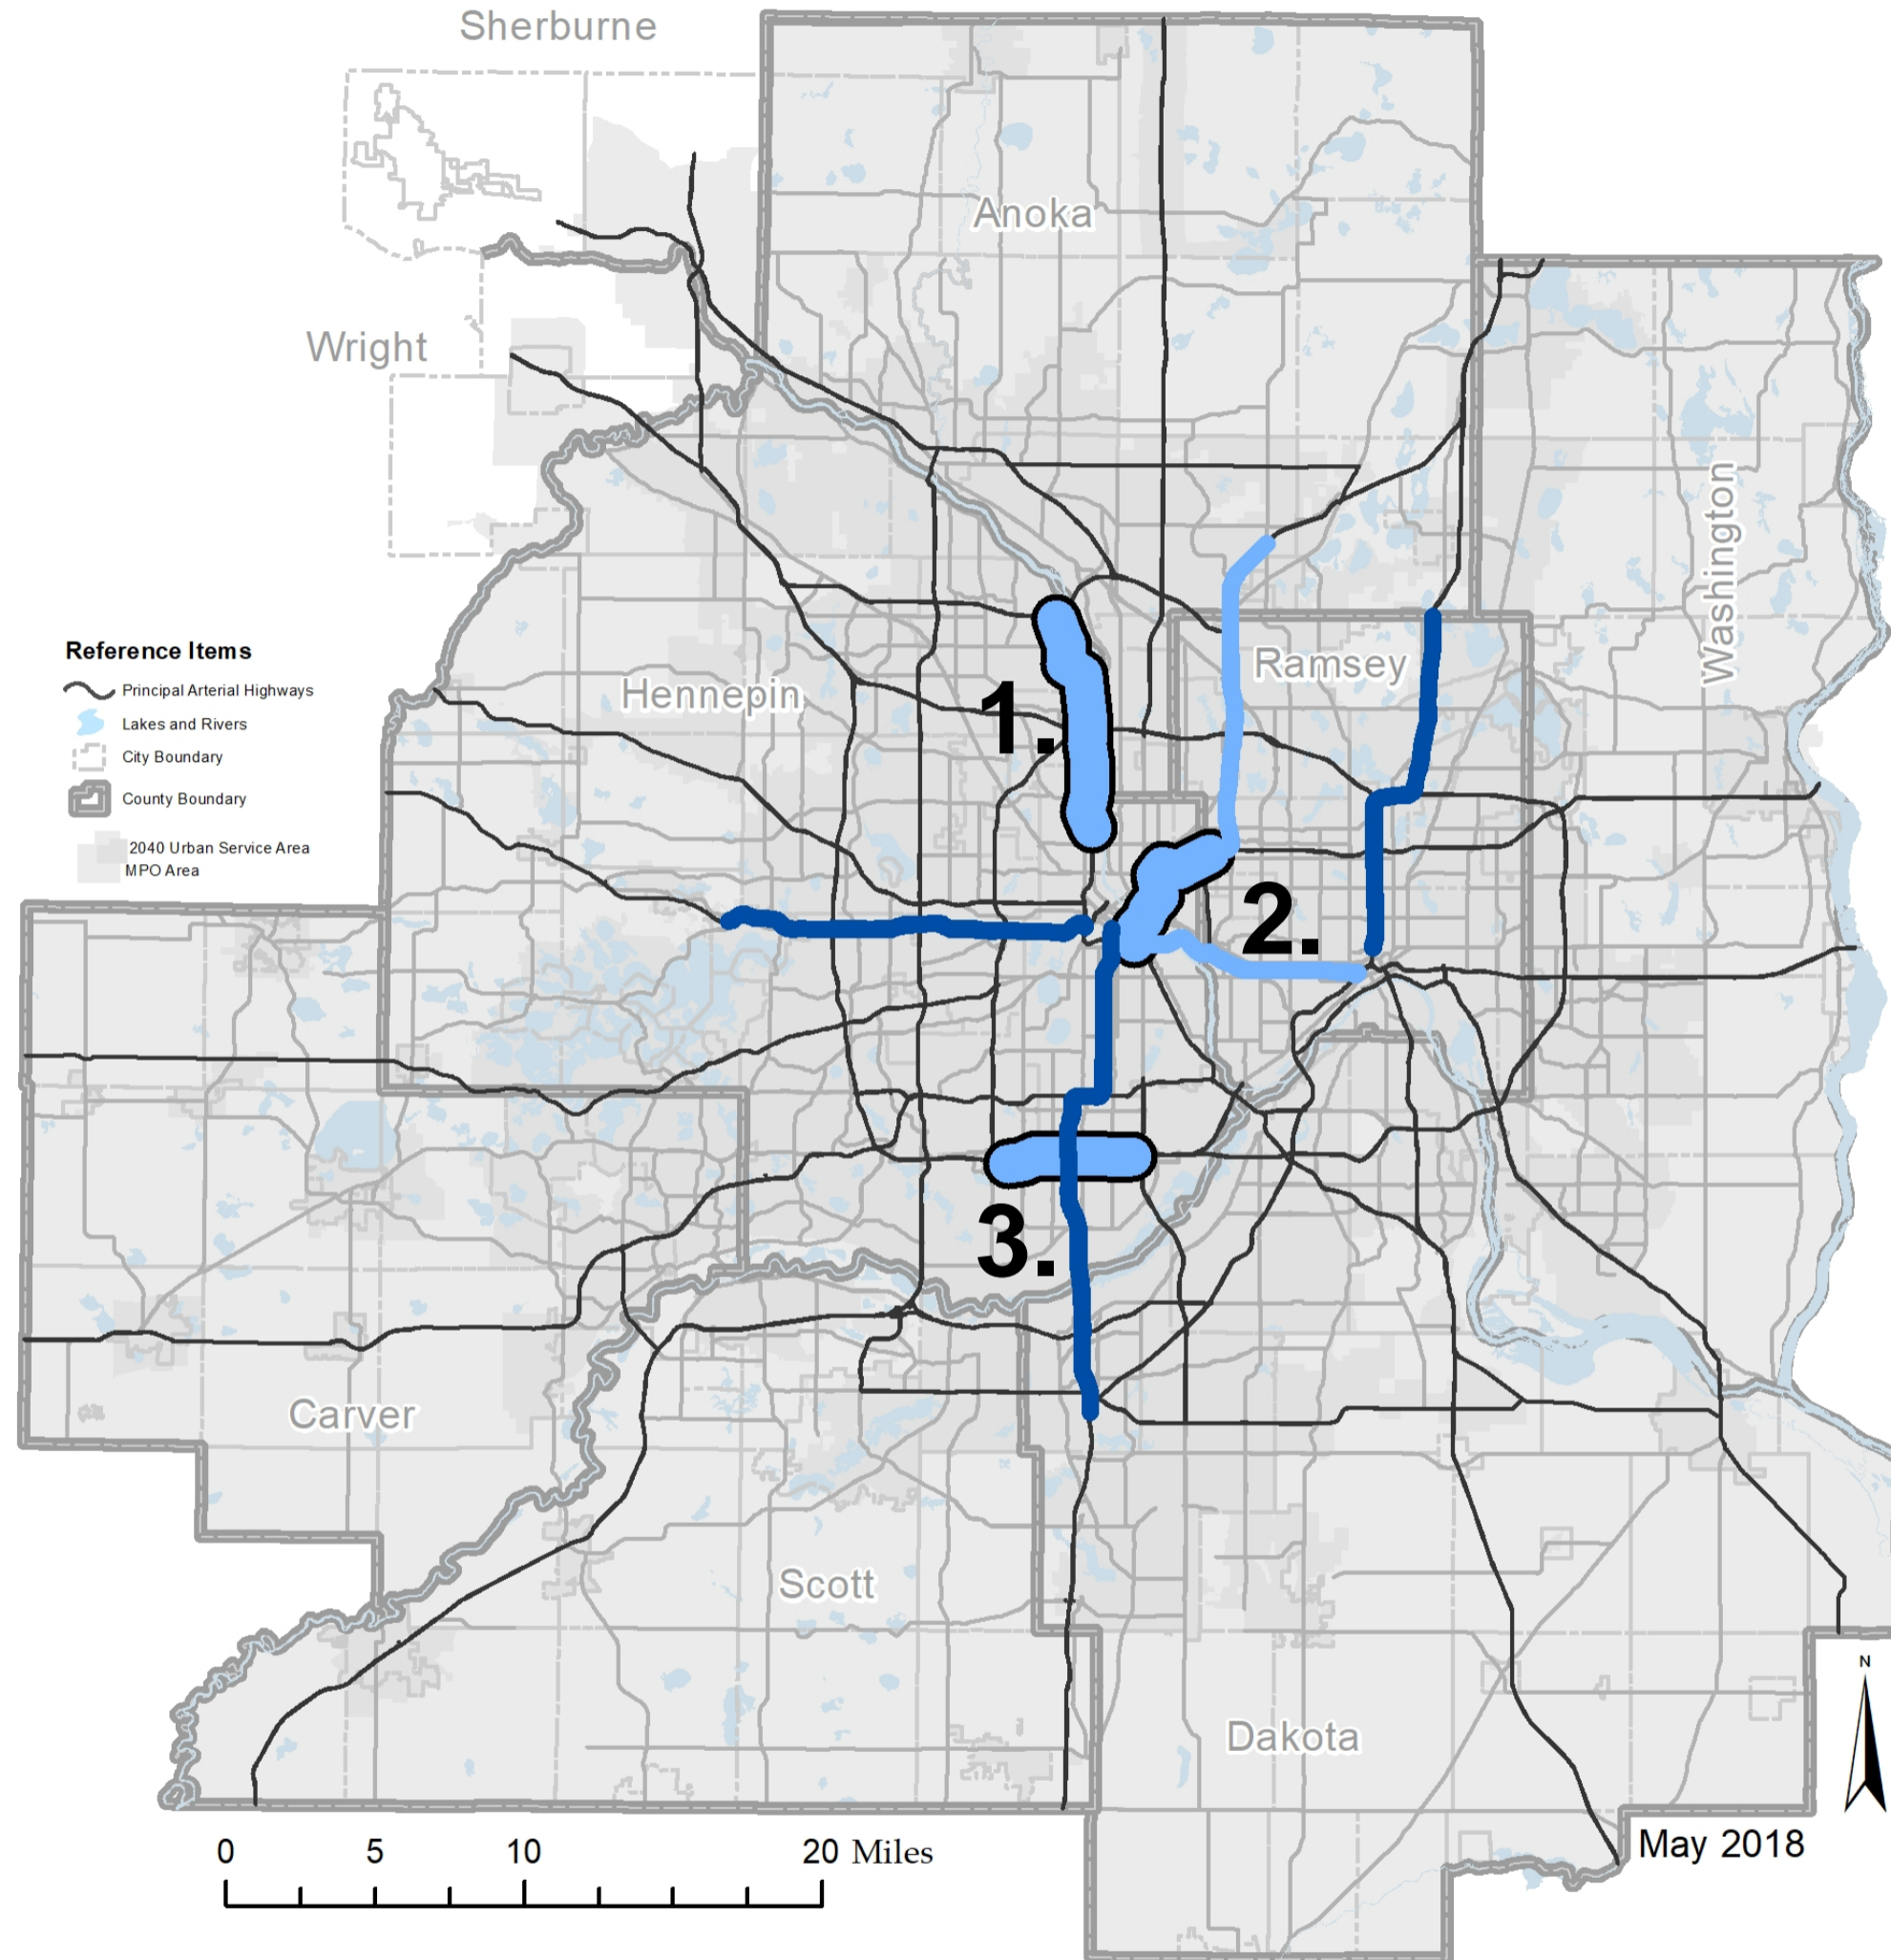 Sherburne
Anoka
Wright
Washington
Reference Items
Principal Arterial Highways
Lakes and Rivers
City Boundary
County Boundary
2040 Urban Service Area
MPO Area
Hennepin
Ramsey
1.
2.
3.
Carver
Scott
Dakota
N
0 5 10 20 Miles
May 2018